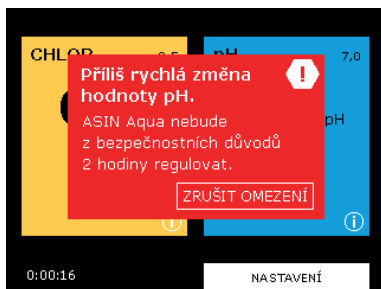 pH
7,0
Příliš rychlá změna
hodnoty pH.
ASIN Aqua nebude
z bezpečnostních důvodů
2 hodiny regulovat.
ZRUŠIT OMEZENÍ
pH
0:00:16
NASTAVENÍ